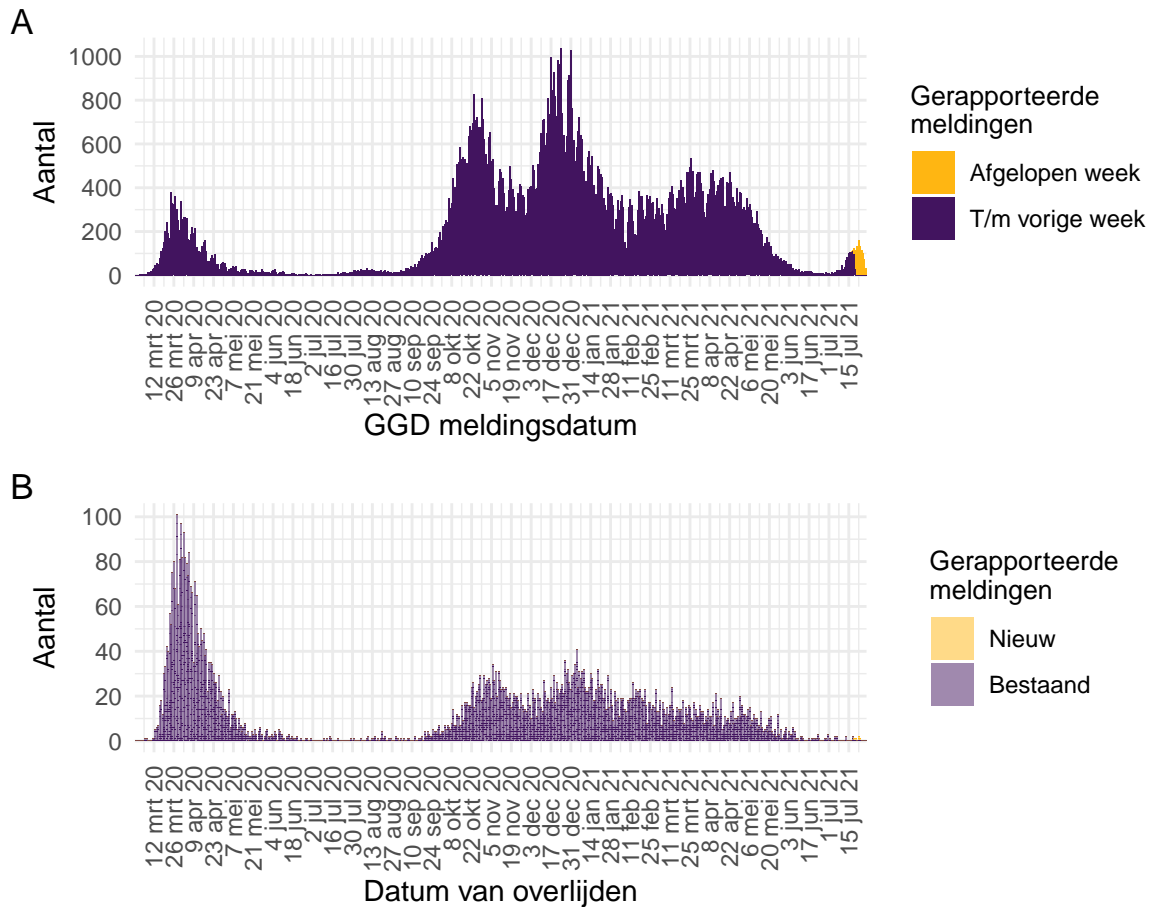 A
Aantal
1000
800
600
400
200
0
12 mrt 20
26 mrt 20
9 apr 20
23 apr 20
7 mei 20
21 mei 20
4 jun 20
18 jun 20
2 jul 20
16 jul 20
30 jul 20
13 aug 20
27 aug 20
10 sep 20
24 sep 20
8 okt 20
22 okt 20
5 nov 20
19 nov 20
3 dec 20
17 dec 20
31 dec 20
14 jan 21
28 jan 21
11 feb 21
25 feb 21
11 mrt 21
25 mrt 21
8 apr 21
22 apr 21
6 mei 21
20 mei 21
3 jun 21
17 jun 21
1 jul 21
15 jul 21
GGD meldingsdatum
Gerapporteerde
meldingen
Afgelopen week
T/m vorige week
B
Aantal
100
80
60
40
20
0
12 mrt 20
26 mrt 20
9 apr 20
23 apr 20
7 mei 20
21 mei 20
4 jun 20
18 jun 20
2 jul 20
16 jul 20
30 jul 20
13 aug 20
27 aug 20
10 sep 20
24 sep 20
8 okt 20
22 okt 20
5 nov 20
19 nov 20
3 dec 20
17 dec 20
31 dec 20
14 jan 21
28 jan 21
11 feb 21
25 feb 21
11 mrt 21
25 mrt 21
8 apr 21
22 apr 21
6 mei 21
20 mei 21
3 jun 21
17 jun 21
1 jul 21
15 jul 21
Datum van overlijden
Gerapporteerde
meldingen
Nieuw
Bestaand